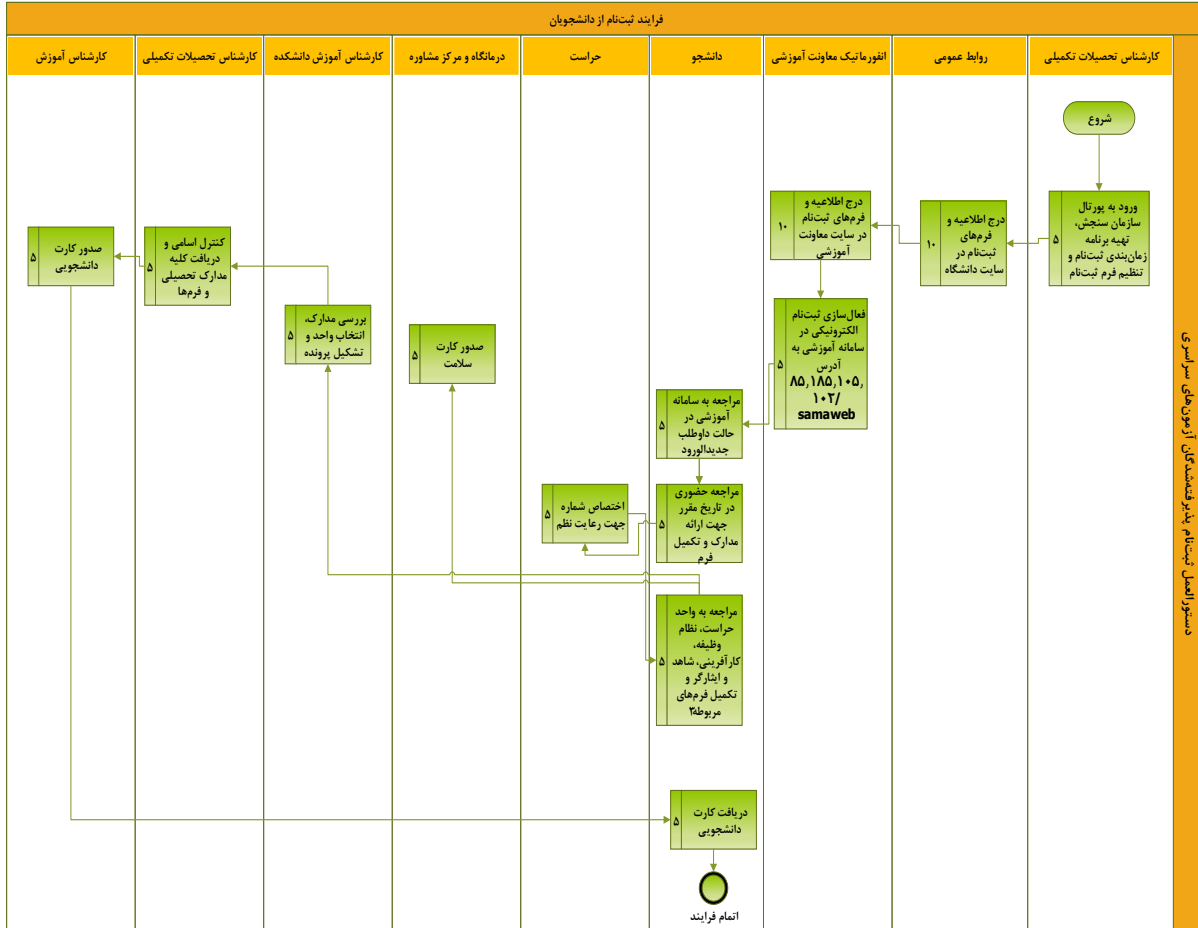 فرایند ثبت‌نام از دانشجویان
دستورالعمل ثبت‌نام پذیرفته‌شدگان آزمون‌های سراسری
کارشناس تحصیلات تکمیلی
روابط عمومی
انفورماتیک معاونت آموزشی
دانشجو
حراست
درمانگاه و مرکز مشاوره
کارشناس آموزش دانشکده
کارشناس تحصیلات تکمیلی
کارشناس آموزش
شروع
ورود به پورتال
سازمان سنجش،
تهیه برنامه
زمان‌بندی ثبت‌نام و
تنظیم فرم ثبت‌نام
۵
درج اطلاعیه و
فرم‌های
ثبت‌نام در
سایت دانشگاه
۱۰
درج اطلاعیه و
فرم‌های ثبت‌نام
در سایت معاونت
آموزشی
۱۰
فعال‌سازی ثبت‌نام
الکترونیکی در
سامانه آموزشی به
آدرس
۸۵,۱۸۵,۱۰۵,
۱۰۲/
samaweb
۵
مراجعه به سامانه
آموزشی در
حالت داوطلب
جدیدالورود
۵
مراجعه حضوری
در تاریخ مقرر
جهت ارائه
مدارک و تکمیل
فرم
۵
اختصاص شماره
جهت رعایت نظم
۵
مراجعه به واحد
حراست، نظام
وظیفه،
کارآفرینی، شاهد
و ایثارگر و
تکمیل فرم‌های
مربوطه۳
۵
صدور کارت
سلامت
۵
بررسی مدارک،
انتخاب واحد و
تشکیل پرونده
۵
کنترل اسامی و
دریافت کلیه
مدارک تحصیلی
و فرم‌ها
۵
صدور کارت
دانشجویی
۵
دریافت کارت
دانشجویی
۵
اتمام فرایند